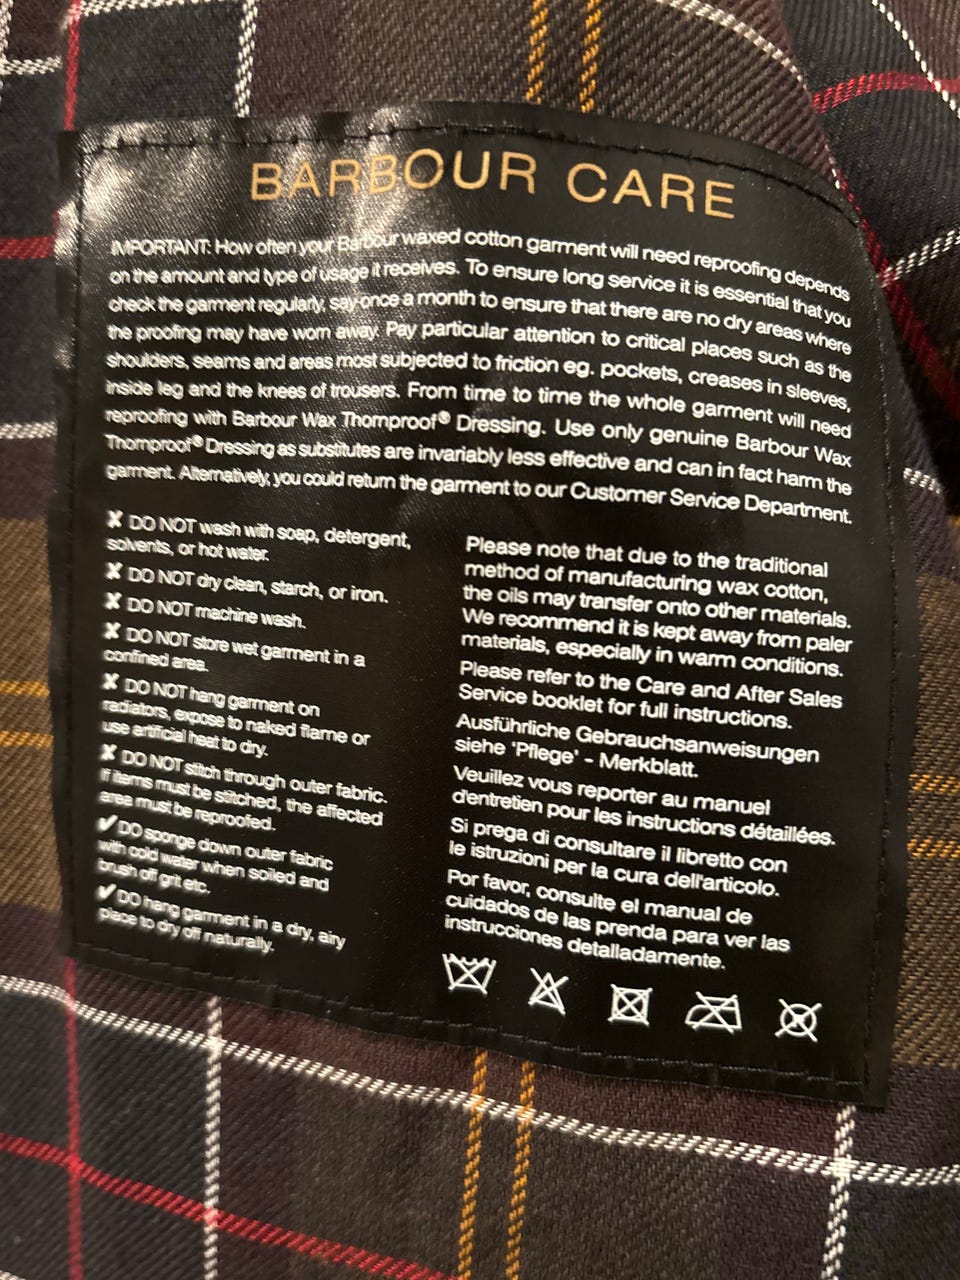 BARBOUR CARE
IMPORTANT: How often your Barbour waxed cotton garment will need reproofing depends
on the amount and type of usage it receives. To ensure long service it is essential that you
check the garment regularly, say once a month to ensure that there are no dry areas where
the proofing may have worn away. Pay particular attention to critical places such as the
shoulders, seams and areas most subjected to friction eg. pockets, creases in sleeves,
inside leg and the knees of trousers. From time to time the whole garment will need
reproofing with Barbour Wax Thornproof® Dressing. Use only genuine Barbour Wax
Thornproof® Dressing as substitutes are invariably less effective and can in fact harm the
garment. Alternatively, you could return the garment to our Customer Service Department.
✘ DO NOT wash with soap, detergent,
solvents, or hot water.
✘ DO NOT dry clean, starch, or iron.
✘ DO NOT machine wash.
✘ DO NOT store wet garment in a
confined area.
✘ DO NOT hang garment on
radiators, expose to naked flame or
use artificial heat to dry.
✘ DO NOT stitch through outer fabric.
If items must be stitched, the affected
area must be reproofed.
✔ DO sponge down outer fabric
with cold water when soiled and
brush off grit etc.
✔ DO hang garment in a dry, airy
place to dry off naturally.
Please note that due to the traditional
method of manufacturing wax cotton,
the oils may transfer onto other materials.
We recommend it is kept away from paler
materials, especially in warm conditions.
Please refer to the Care and After Sales
Service booklet for full instructions.
Ausführliche Gebrauchsanweisungen
siehe 'Pflege' - Merkblatt.
Veuillez vous reporter au manuel
d'entretien pour les instructions détaillées.
Si prega di consultare il libretto con
le istruzioni per la cura dell'articolo.
Por favor, consulte el manual de
cuidados de las prenda para ver las
instrucciones detalladamente.